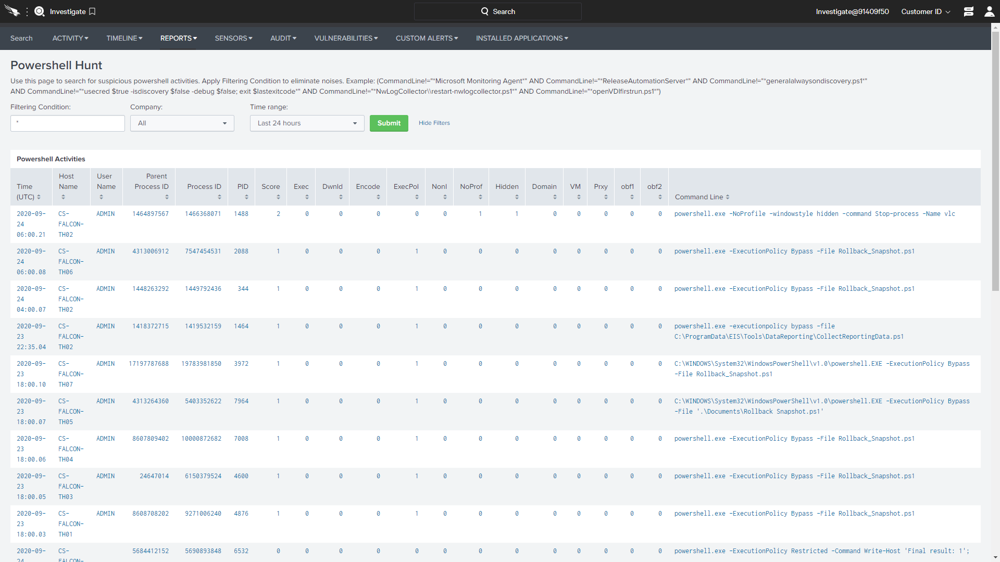 Investigate
Search
Investigate@91409f50
Customer ID
Search ACTIVITY TIMELINE REPORTS SENSORS AUDIT VULNERABILITIES CUSTOM ALERTS INSTALLED APPLICATIONS
Powershell Hunt
Use this page to search for suspicious powershell activities. Apply Filtering Condition to eliminate noises. Example: (CommandLine!="*Microsoft Monitoring Agent*" AND CommandLine!="*ReleaseAutomationServer*" AND CommandLine!="*generalalwaysondiscovery.ps1*"
AND CommandLine!="*usecred $true -isdiscovery $false -debug $false; exit $lastexitcode*" AND CommandLine!="*NwLogCollector\\restart-nwlogcollector.ps1*" AND CommandLine!="*openVDIfirstrun.ps1*")
Filtering Condition: Company: Time range:
* All Last 24 hours Submit Hide Filters
Powershell Activities
Time (UTC) Host Name User Name Parent Process ID Process ID PID Score Exec Dwnld Encode ExecPol NonI NoProf Hidden Domain VM Prxy obf1 obf2 Command Line
2020-09-24 06:00.21 CS-FALCON-TH02 ADMIN 1464897567 1466368071 1488 2 0 0 0 0 0 1 1 0 0 0 0 0 powershell.exe -NoProfile -windowstyle hidden -command Stop-process -Name vlc
2020-09-24 06:00.08 CS-FALCON-TH06 ADMIN 4313006912 7547454531 2088 1 0 0 0 1 0 0 0 0 0 0 0 0 powershell.exe -ExecutionPolicy Bypass -File Rollback_Snapshot.ps1
2020-09-24 04:00.07 CS-FALCON-TH02 ADMIN 1448263292 1449792436 344 1 0 0 0 1 0 0 0 0 0 0 0 0 powershell.exe -ExecutionPolicy Bypass -File Rollback_Snapshot.ps1
2020-09-23 22:35.04 CS-FALCON-TH02 ADMIN 1418372715 1419532159 1464 1 0 0 0 1 0 0 0 0 0 0 0 0 powershell.exe -executionpolicy bypass -file C:\ProgramData\EIS\Tools\DataReporting\CollectReportingData.ps1
2020-09-23 18:00.10 CS-FALCON-TH07 ADMIN 17197787688 19783981850 3972 1 0 0 0 1 0 0 0 0 0 0 0 0 C:\WINDOWS\System32\WindowsPowerShell\v1.0\powershell.EXE -ExecutionPolicy Bypass -File Rollback_Snapshot.ps1
2020-09-23 18:00.07 CS-FALCON-TH05 ADMIN 4313264360 5403352622 7964 1 0 0 0 1 0 0 0 0 0 0 0 0 C:\WINDOWS\System32\WindowsPowerShell\v1.0\powershell.EXE -ExecutionPolicy Bypass -File '.\Documents\Rollback Snapshot.ps1'
2020-09-23 18:00.06 CS-FALCON-TH04 ADMIN 8607809402 10000872682 7008 1 0 0 0 1 0 0 0 0 0 0 0 0 powershell.exe -ExecutionPolicy Bypass -File Rollback_Snapshot.ps1
2020-09-23 18:00.05 CS-FALCON-TH03 ADMIN 24647014 6150379524 4600 1 0 0 0 1 0 0 0 0 0 0 0 0 powershell.exe -ExecutionPolicy Bypass -File Rollback_Snapshot.ps1
2020-09-23 18:00.03 CS-FALCON-TH01 ADMIN 8608708202 9271006240 4876 1 0 0 0 1 0 0 0 0 0 0 0 0 powershell.exe -ExecutionPolicy Bypass -File Rollback_Snapshot.ps1
2020-09-24 CS-FALCON- 5684412152 5690893848 6532 0 0 0 0 0 0 0 0 0 0 0 0 0 powershell.exe -ExecutionPolicy Restricted -Command Write-Host 'Final result: 1';